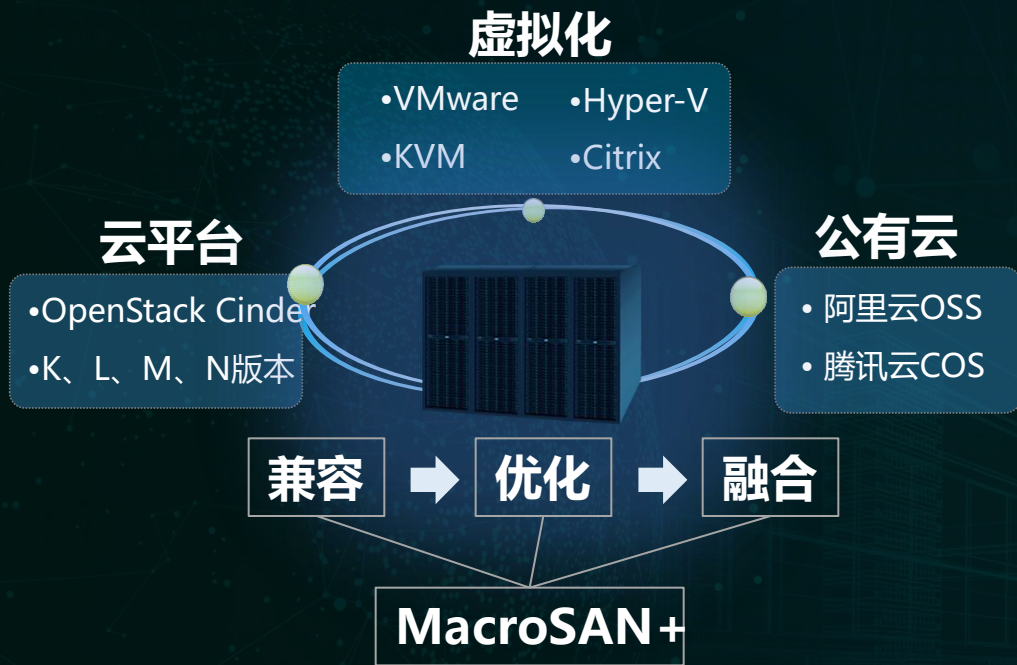 虚拟化
•VMware •Hyper-V
•KVM •Citrix
云平台
•OpenStack Cinder
•K、L、M、N版本
公有云
• 阿里云OSS
• 腾讯云COS
兼容 优化 融合
MacroSAN+